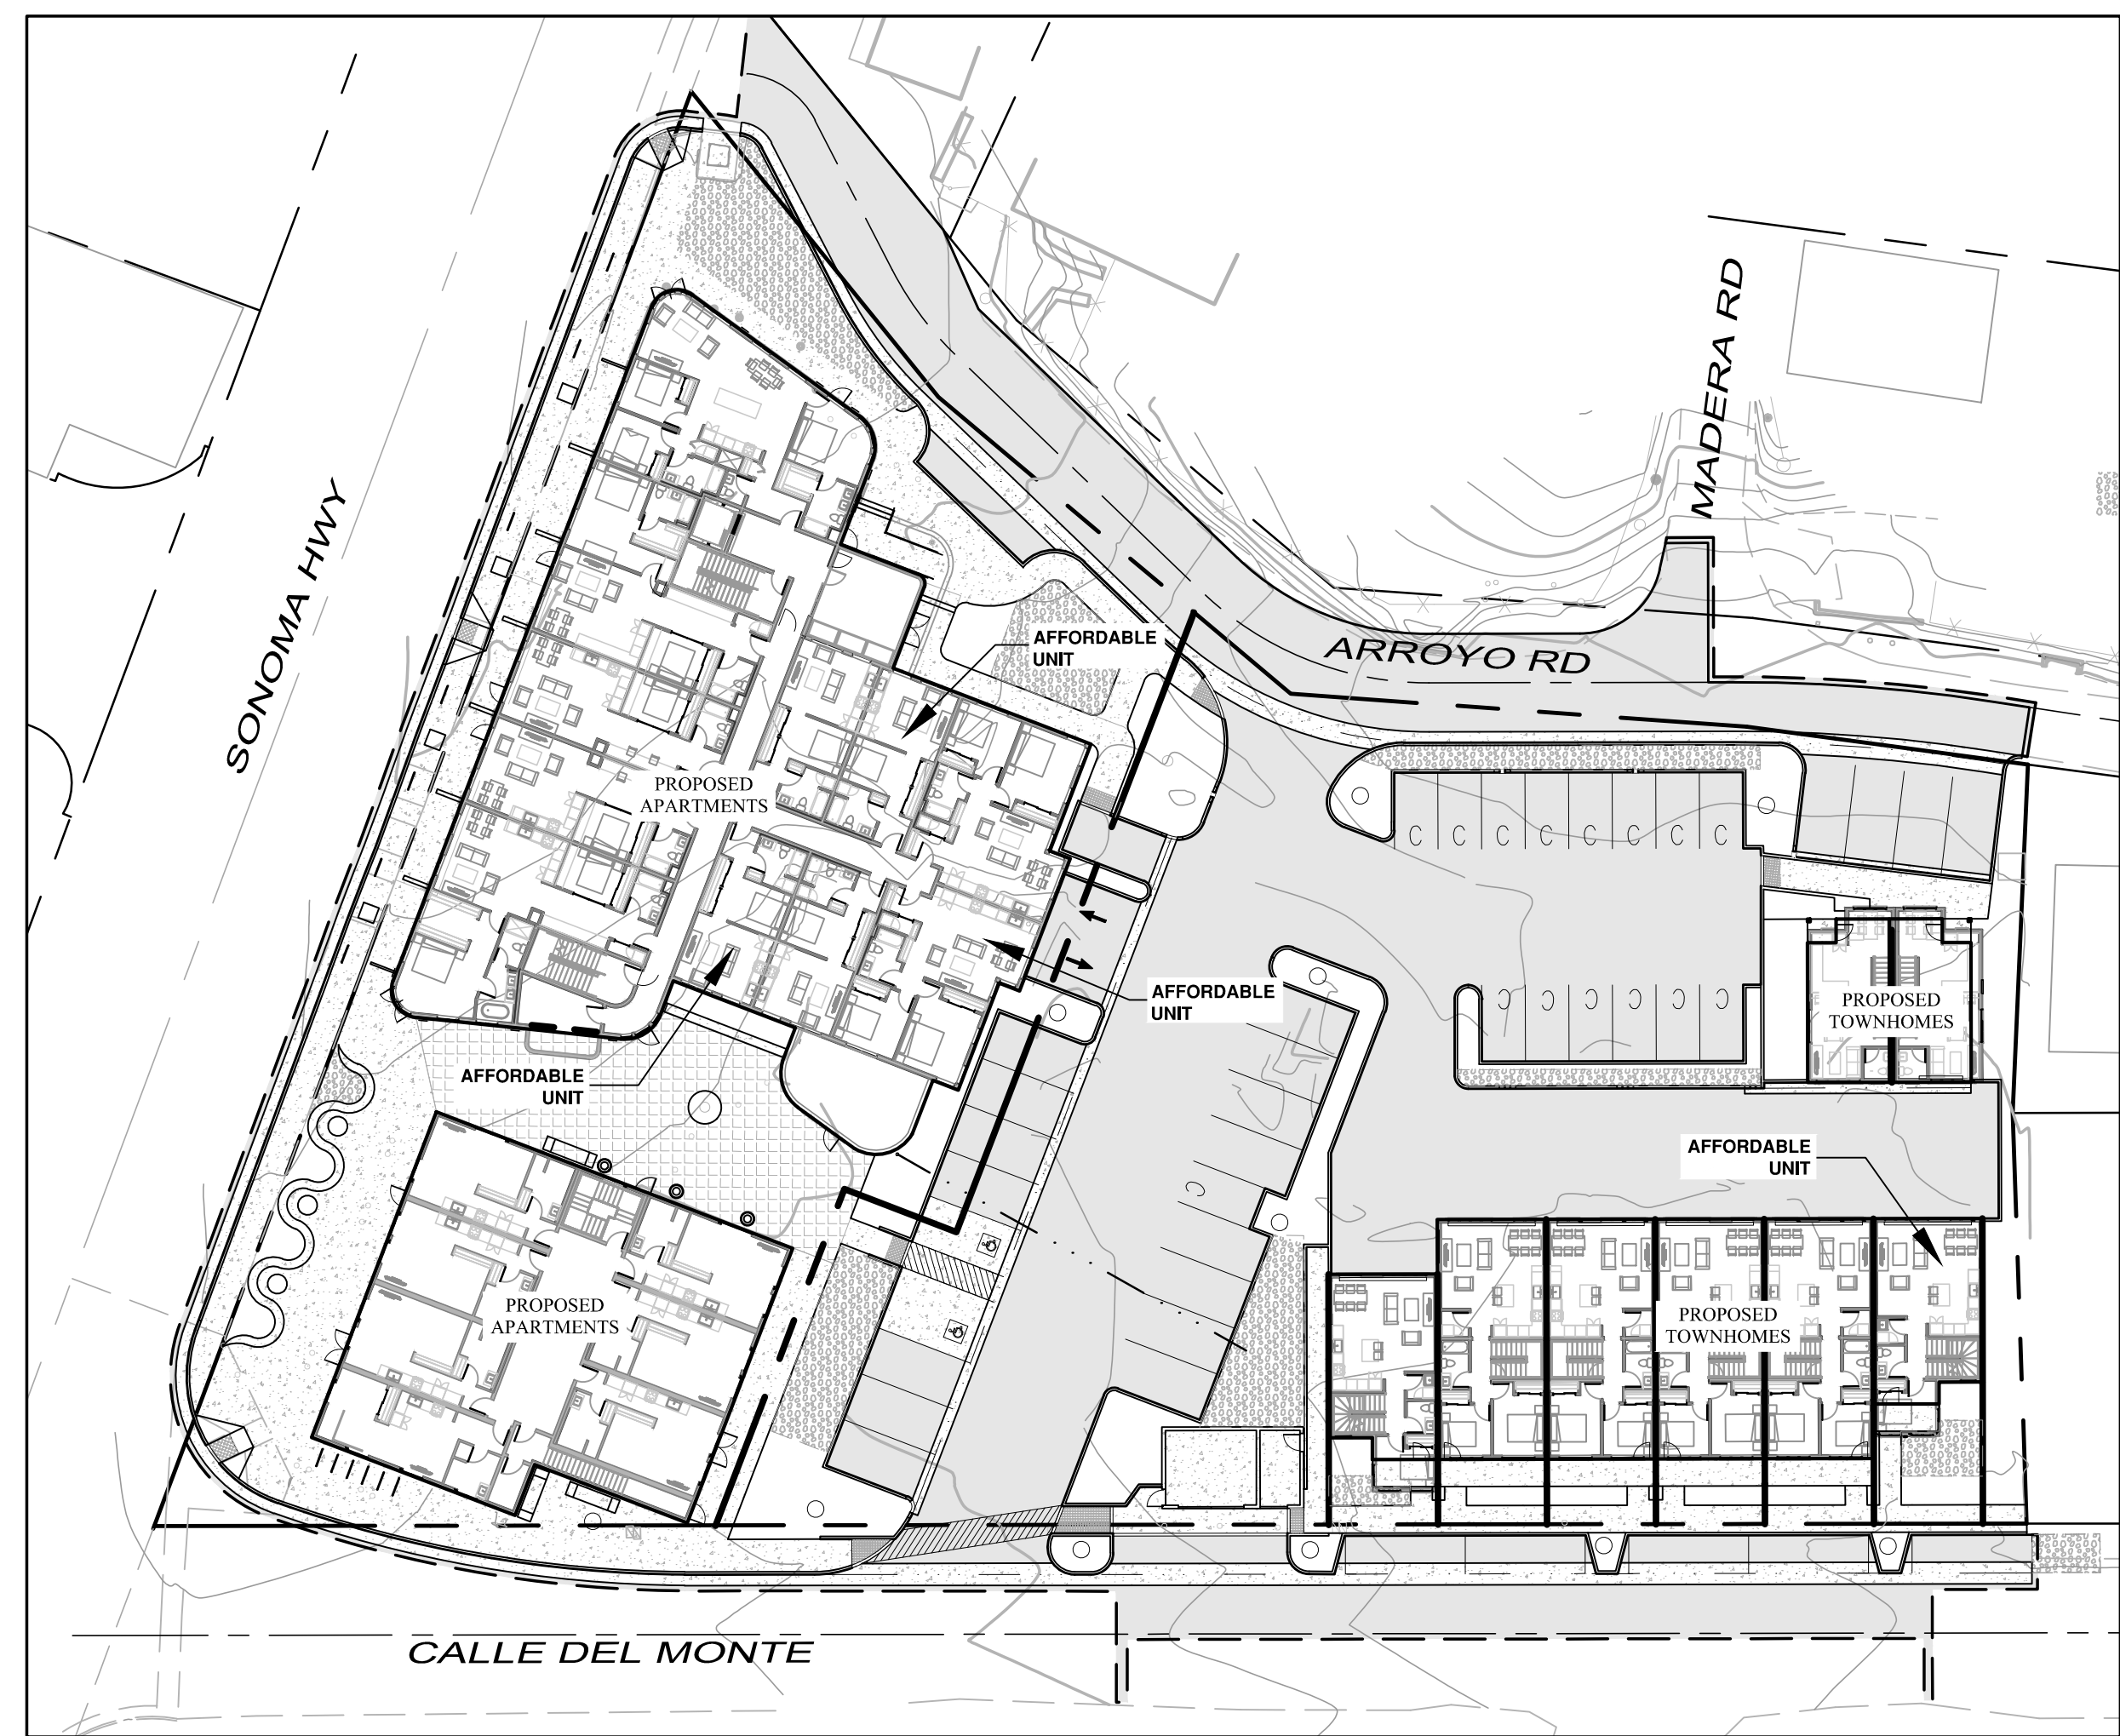 SONOMA HWY
MADERA RD
AFFORDABLE
UNIT
ARROYO RD
PROPOSED
APARTMENTS
C C C C C C C C
AFFORDABLE
UNIT
C C C C C C
PROPOSED
TOWNHOMES
AFFORDABLE
UNIT
AFFORDABLE
UNIT
C
PROPOSED
APARTMENTS
PROPOSED
TOWNHOMES
CALLE DEL MONTE